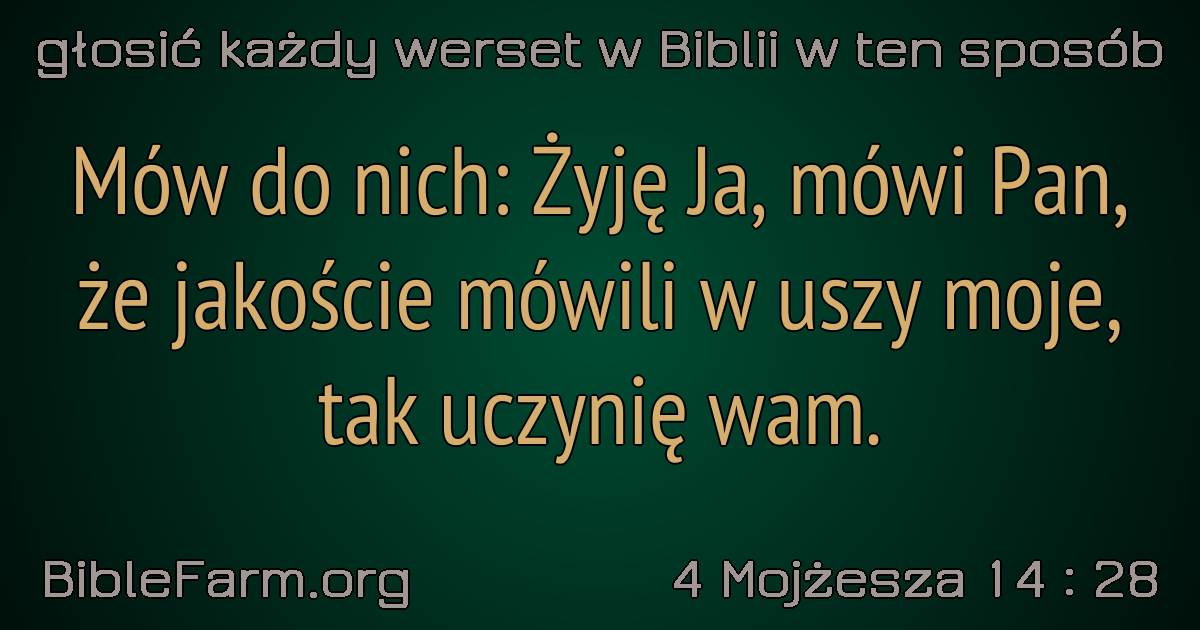 głosić każdy werset w Biblii w ten sposób
Mów do nich: Żyję Ja, mówi Pan,
że jakoście mówili w uszy moje,
tak uczynię wam.
BibleFarm.org
4 Mojżesza 14 : 28